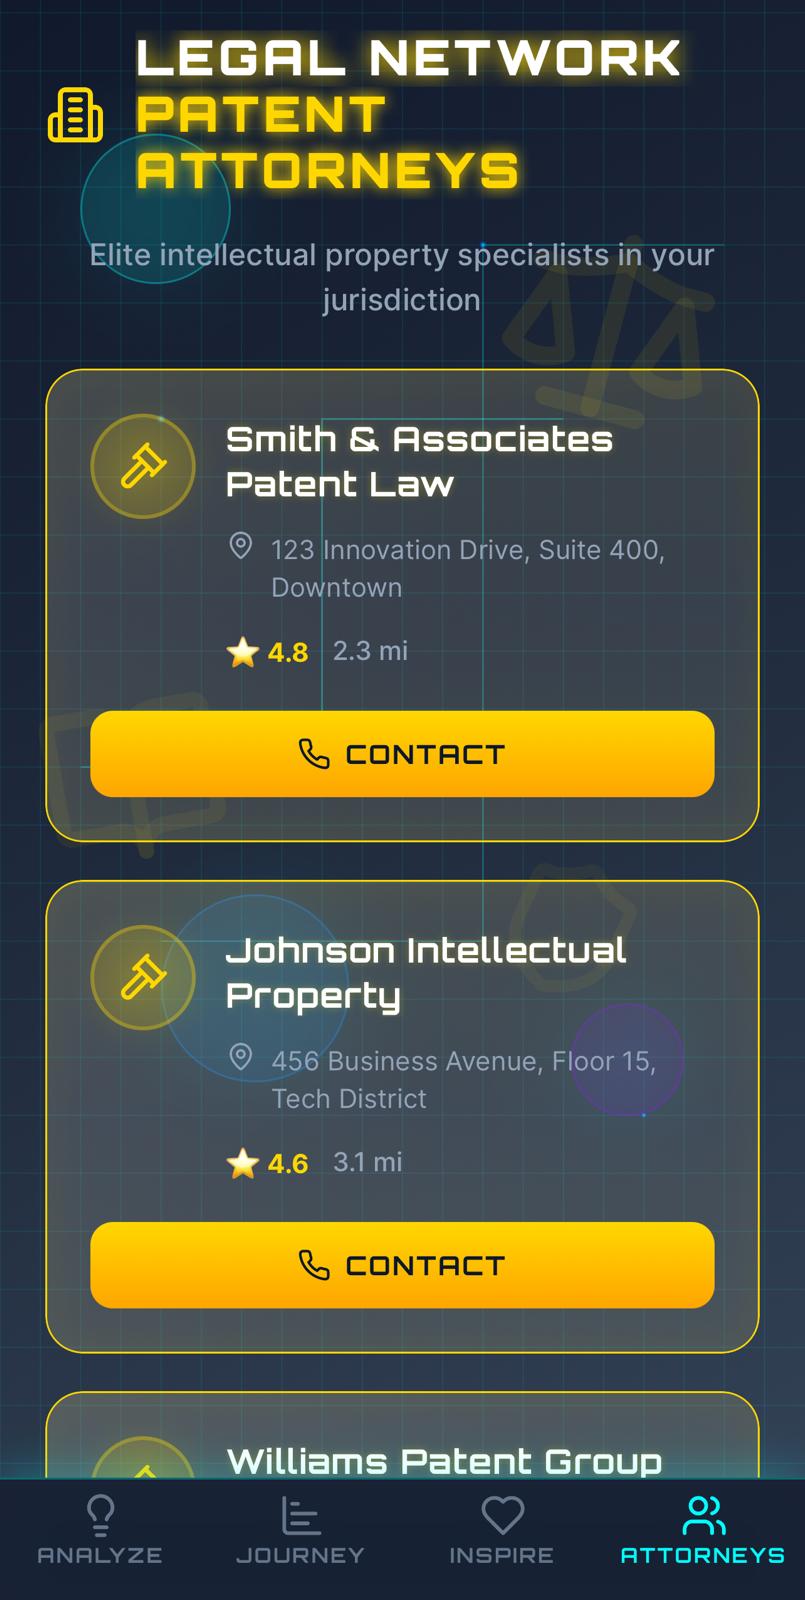 LEGAL NETWORK
PATENT
ATTORNEYS
Elite intellectual property specialists in your
jurisdiction
Smith & Associates
Patent Law
123 Innovation Drive, Suite 400,
Downtown
4.8 2.3 mi
CONTACT
Johnson Intellectual
Property
456 Business Avenue, Floor 15,
Tech District
4.6 3.1 mi
CONTACT
Williams Patent Group
ANALYZE JOURNEY INSPIRE ATTORNEYS